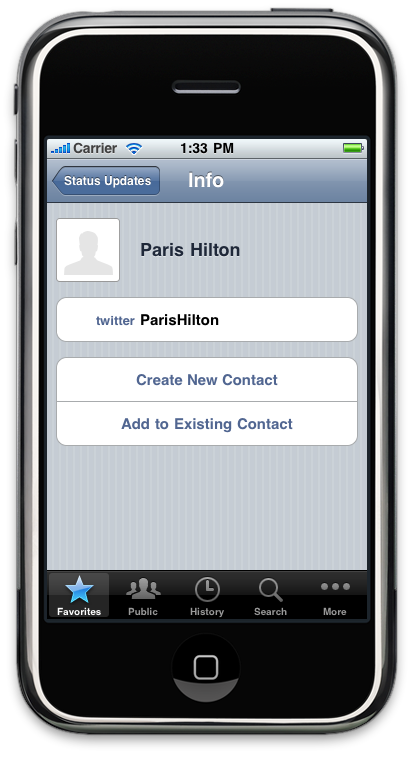 Carrier 1:33 PM
Status Updates Info
Paris Hilton
twitter ParisHilton
Create New Contact
Add to Existing Contact
Favorites Public History Search More